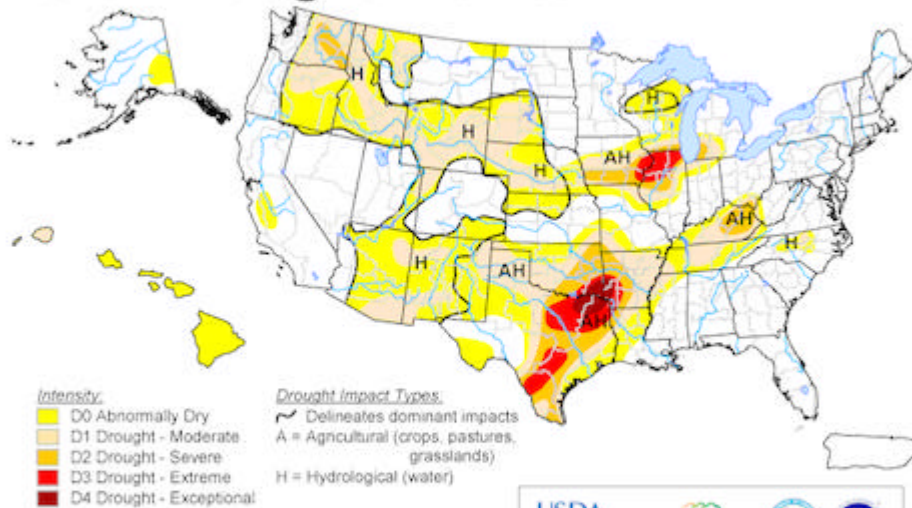 H
H
H
H
AH
AH
H
H
AH
AH
Intensity:
D0 Abnormally Dry
D1 Drought - Moderate
D2 Drought - Severe
D3 Drought - Extreme
D4 Drought - Exceptional
Drought Impact Types:
Delineates dominant impacts
A = Agricultural (crops, pastures,
grasslands)
H = Hydrological (water)
USDA